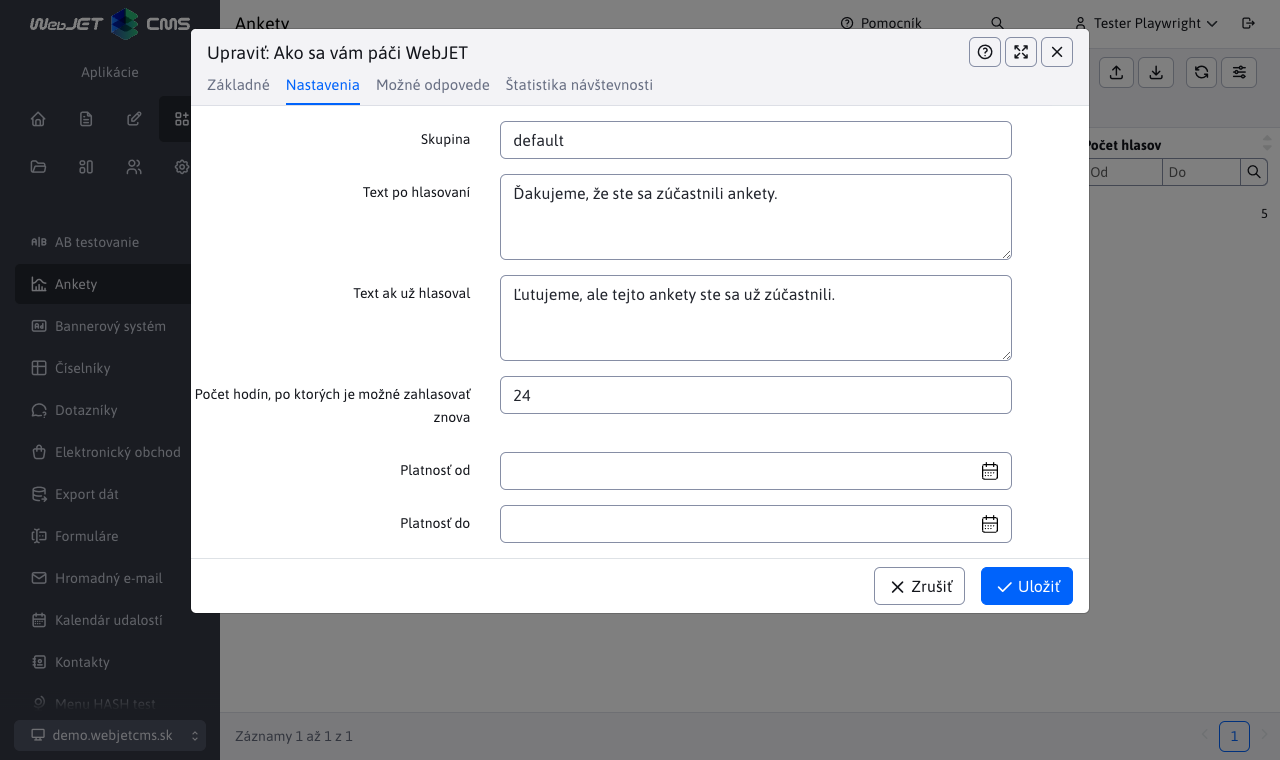 WebJET CMS
Ankety
Pomocník
Tester Playwright
Aplikácie
Upraviť: Ako sa vám páči WebJET
Základné
Nastavenia
Možné odpovede
Štatistika návštevnosti
Počet hlasov
Od
Do
5
Skupina
default
Text po hlasovaní
Ďakujeme, že ste sa zúčastnili ankety.
Text ak už hlasoval
Ľutujeme, ale tejto ankety ste sa už zúčastnili.
Počet hodín, po ktorých je možné zahlasovať
znova
24
Platnosť od
Platnosť do
Zrušiť
Uložiť
AB testovanie
Ankety
Bannerový systém
Číselníky
Dotazníky
Elektronický obchod
Export dát
Formuláre
Hromadný e-mail
Kalendár udalostí
Kontakty
Menu HASH test
demo.webjetcms.sk
Záznamy 1 až 1 z 1
1